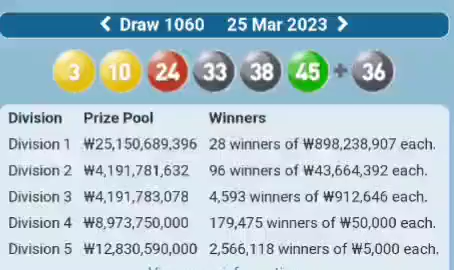 ❮ Draw 1060 25 Mar 2023 ❯
3 10 24 33 38 45 + 36
Division Prize Pool Winners
Division 1 ₩25,150,689,396 28 winners of ₩898,238,907 each.
Division 2 ₩4,191,781,632 96 winners of ₩43,664,392 each.
Division 3 ₩4,191,783,078 4,593 winners of ₩912,646 each.
Division 4 ₩8,973,750,000 179,475 winners of ₩50,000 each.
Division 5 ₩12,830,590,000 2,566,118 winners of ₩5,000 each.